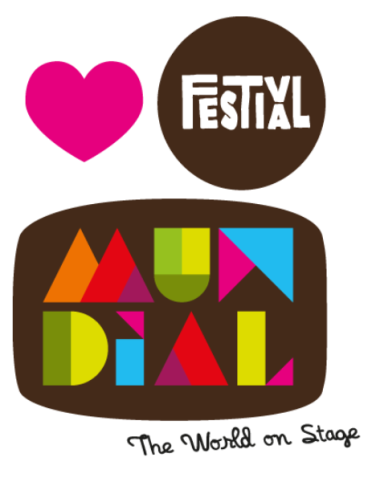 FESTIVAL
MUN
DiAL
The World on Stage